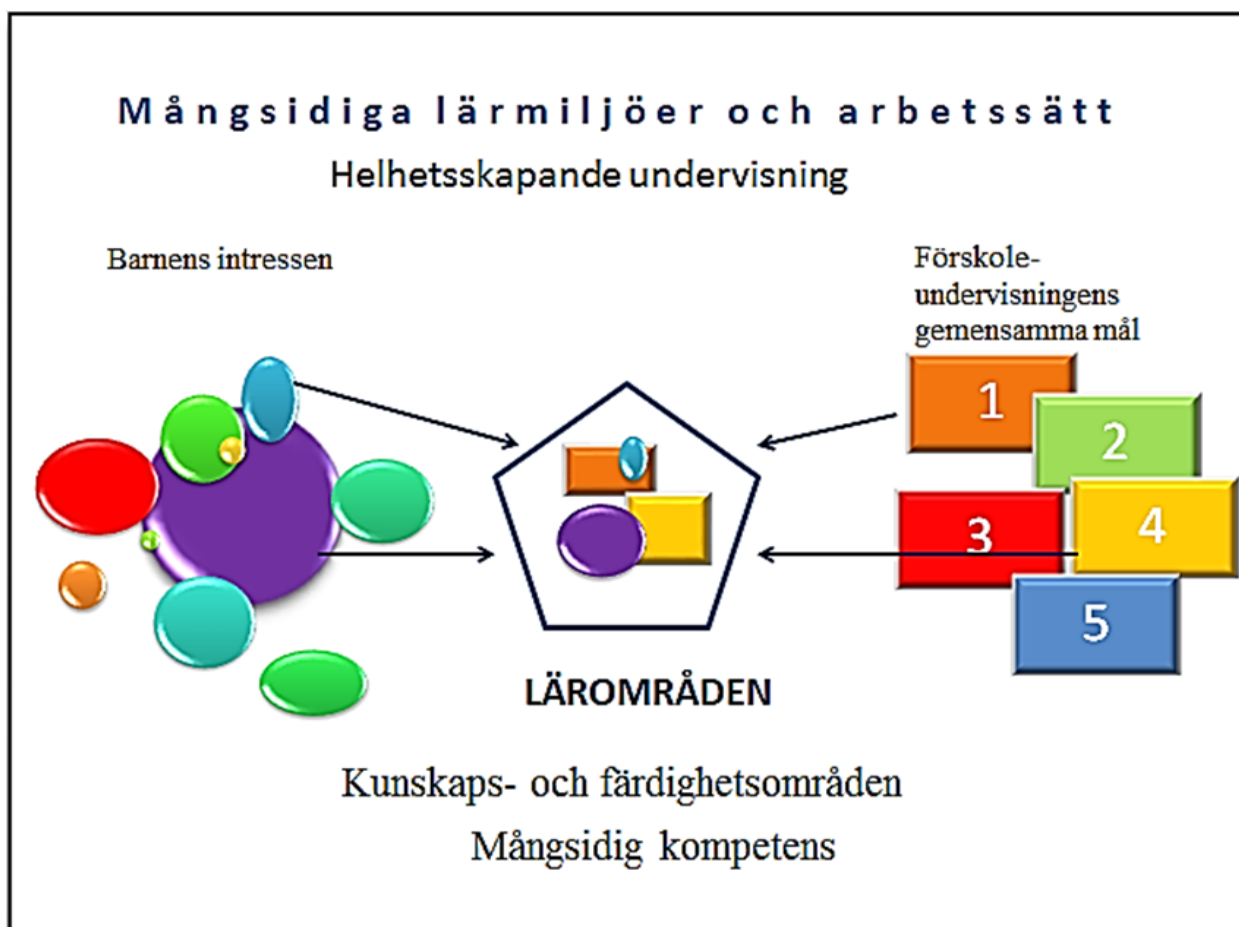 Mångsidiga lärmiljöer och arbetssätt
Helhetsskapande undervisning
Barnens intressen
Förskole-
undervisningens
gemensamma mål
1
2
3
4
5
LÄROMRÅDEN
Kunskaps- och färdighetsområden
Mångsidig kompetens